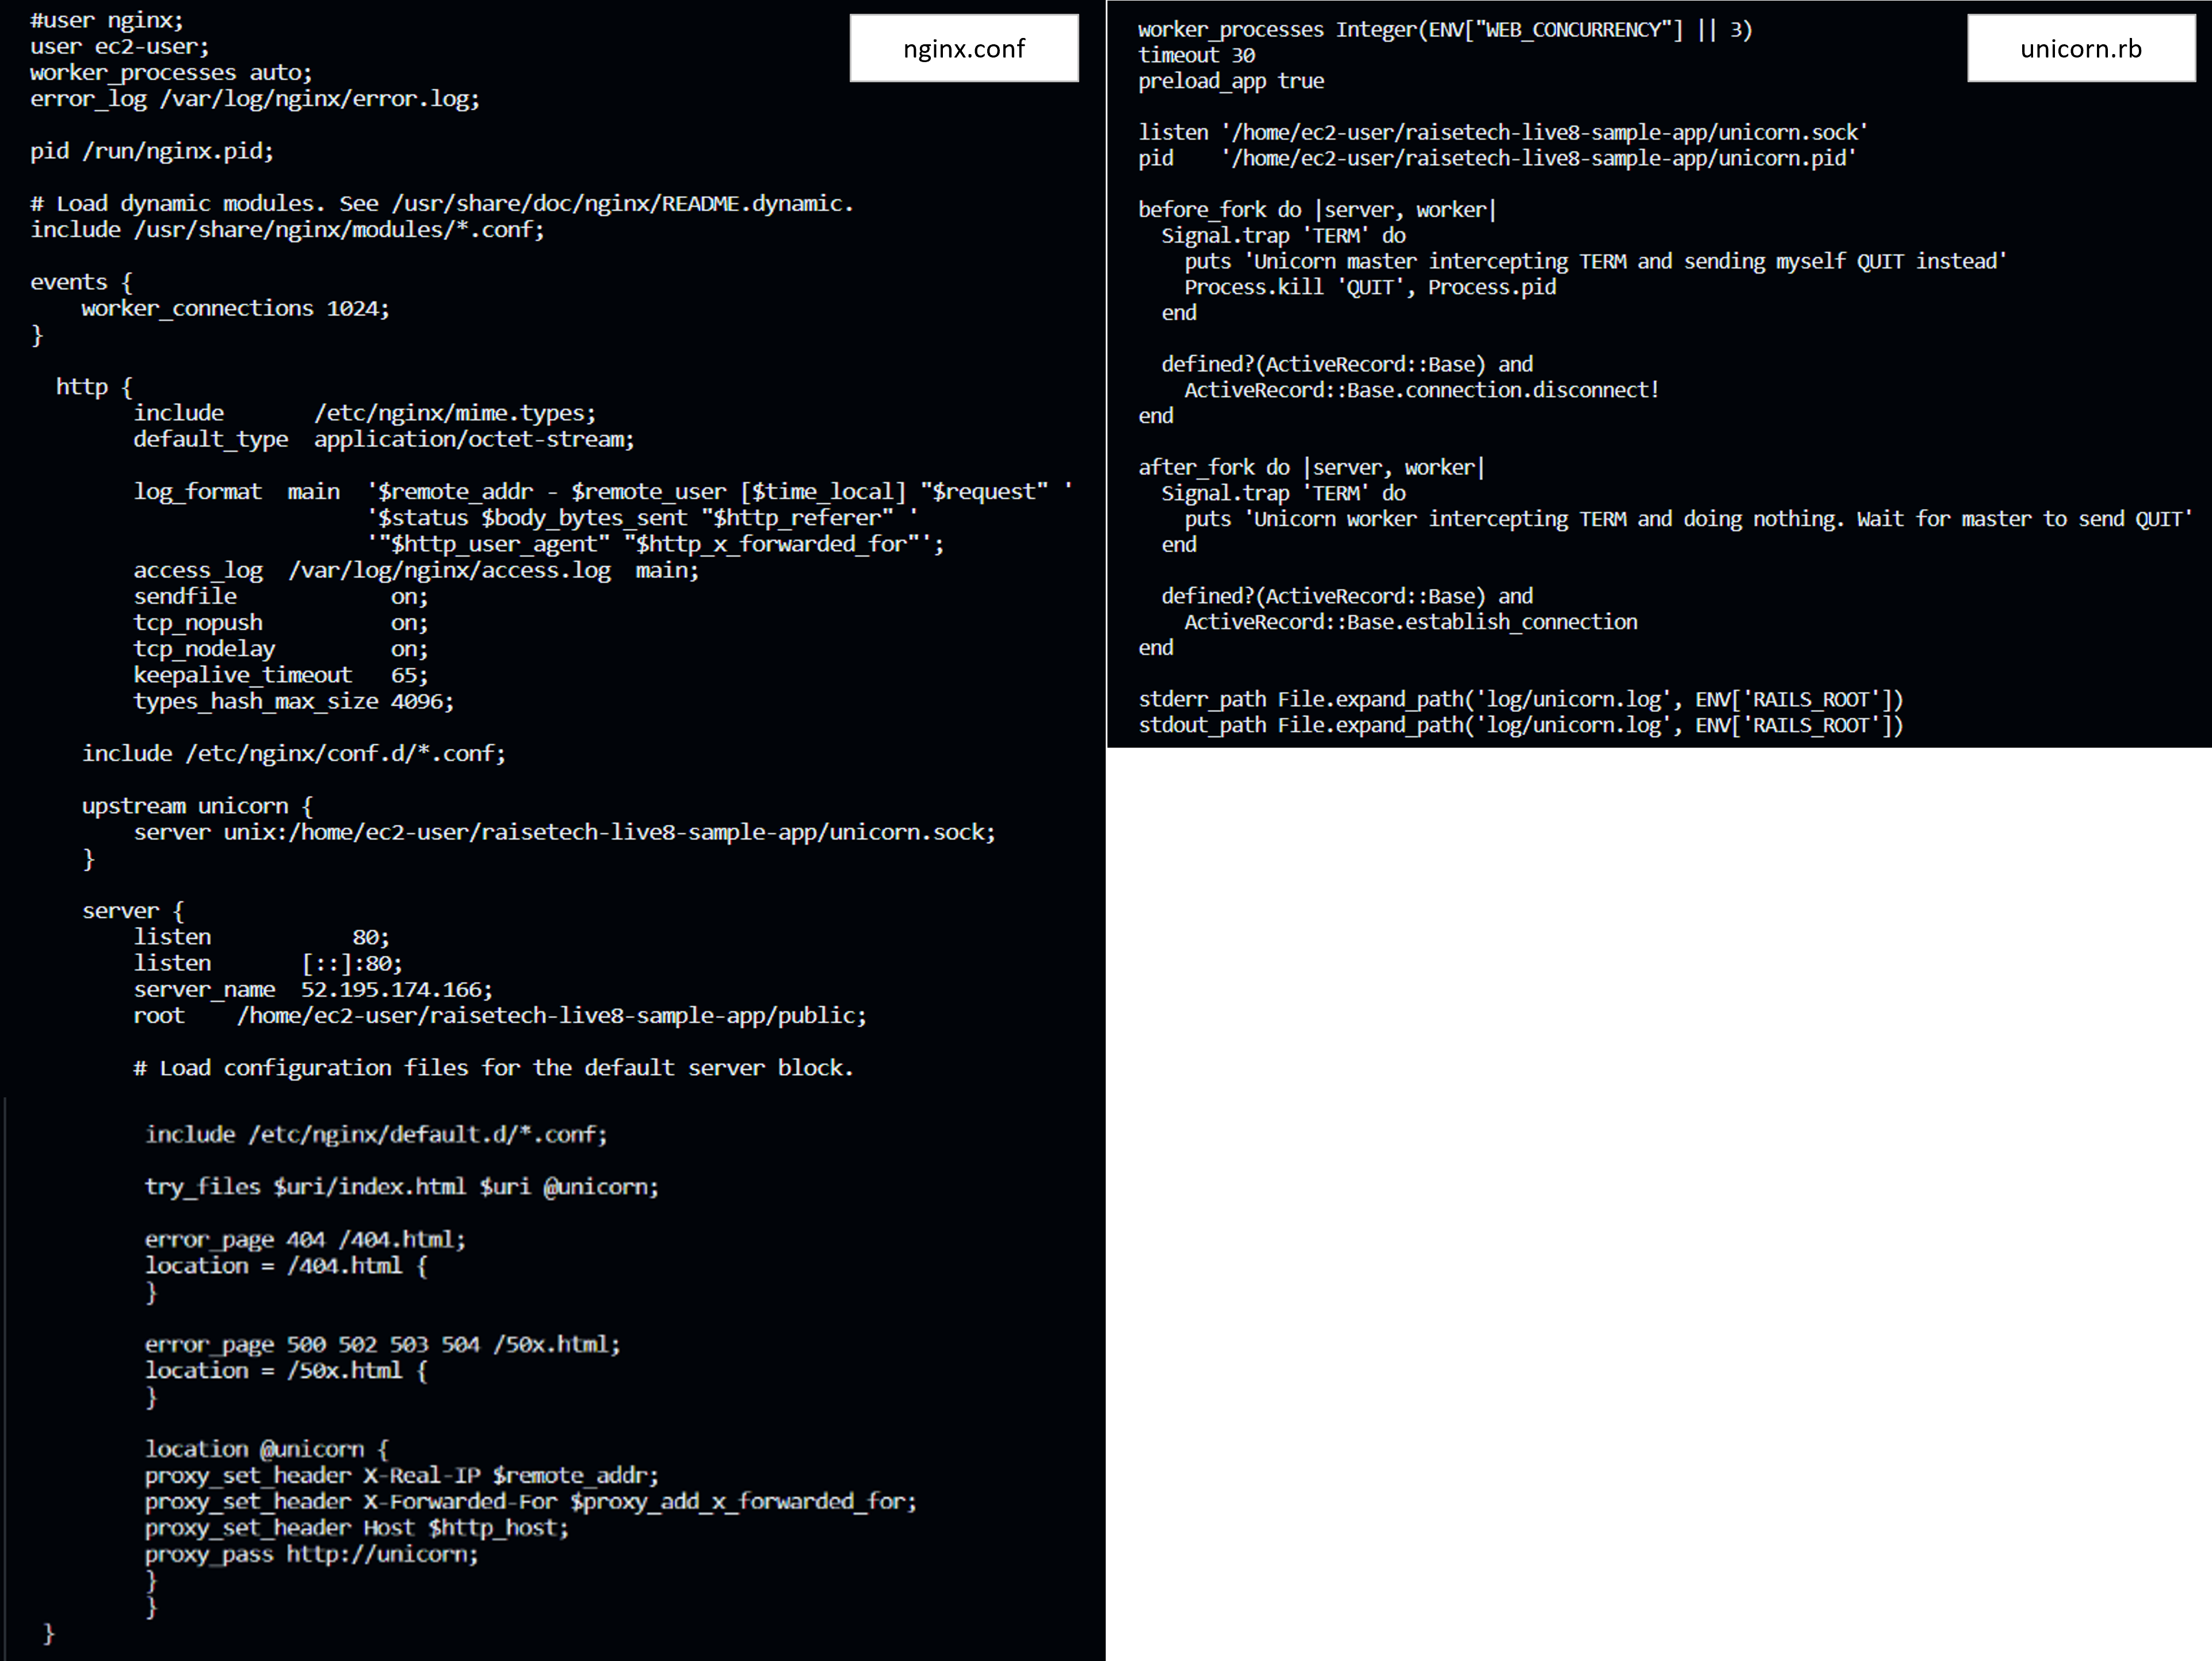 nginx.conf
#user nginx;
user ec2-user;
worker_processes auto;
error_log /var/log/nginx/error.log;
pid /run/nginx.pid;
# Load dynamic modules. See /usr/share/doc/nginx/README.dynamic.
include /usr/share/nginx/modules/*.conf;
events {
    worker_connections 1024;
}
  http {
        include       /etc/nginx/mime.types;
        default_type  application/octet-stream;
        log_format  main  '$remote_addr - $remote_user [$time_local] "$request" '
                          '$status $body_bytes_sent "$http_referer" '
                          '"$http_user_agent" "$http_x_forwarded_for"';
        access_log  /var/log/nginx/access.log  main;
        sendfile            on;
        tcp_nopush          on;
        tcp_nodelay         on;
        keepalive_timeout   65;
        types_hash_max_size 4096;
    include /etc/nginx/conf.d/*.conf;
    upstream unicorn {
        server unix:/home/ec2-user/raisetech-live8-sample-app/unicorn.sock;
    }
    server {
        listen           80;
        listen       [::]:80;
        server_name  52.195.174.166;
        root    /home/ec2-user/raisetech-live8-sample-app/public;
        # Load configuration files for the default server block.
        include /etc/nginx/default.d/*.conf;
        try_files $uri/index.html $uri @unicorn;
        error_page 404 /404.html;
        location = /404.html {
        }
        error_page 500 502 503 504 /50x.html;
        location = /50x.html {
        }
        location @unicorn {
        proxy_set_header X-Real-IP $remote_addr;
        proxy_set_header X-Forwarded-For $proxy_add_x_forwarded_for;
        proxy_set_header Host $http_host;
        proxy_pass http://unicorn;
        }
        }
}
unicorn.rb
worker_processes Integer(ENV["WEB_CONCURRENCY"] || 3)
timeout 30
preload_app true
listen '/home/ec2-user/raisetech-live8-sample-app/unicorn.sock'
pid    '/home/ec2-user/raisetech-live8-sample-app/unicorn.pid'
before_fork do |server, worker|
  Signal.trap 'TERM' do
    puts 'Unicorn master intercepting TERM and sending myself QUIT instead'
    Process.kill 'QUIT', Process.pid
  end
  defined?(ActiveRecord::Base) and
    ActiveRecord::Base.connection.disconnect!
end
after_fork do |server, worker|
  Signal.trap 'TERM' do
    puts 'Unicorn worker intercepting TERM and doing nothing. Wait for master to send QUIT'
  end
  defined?(ActiveRecord::Base) and
    ActiveRecord::Base.establish_connection
end
stderr_path File.expand_path('log/unicorn.log', ENV['RAILS_ROOT'])
stdout_path File.expand_path('log/unicorn.log', ENV['RAILS_ROOT'])